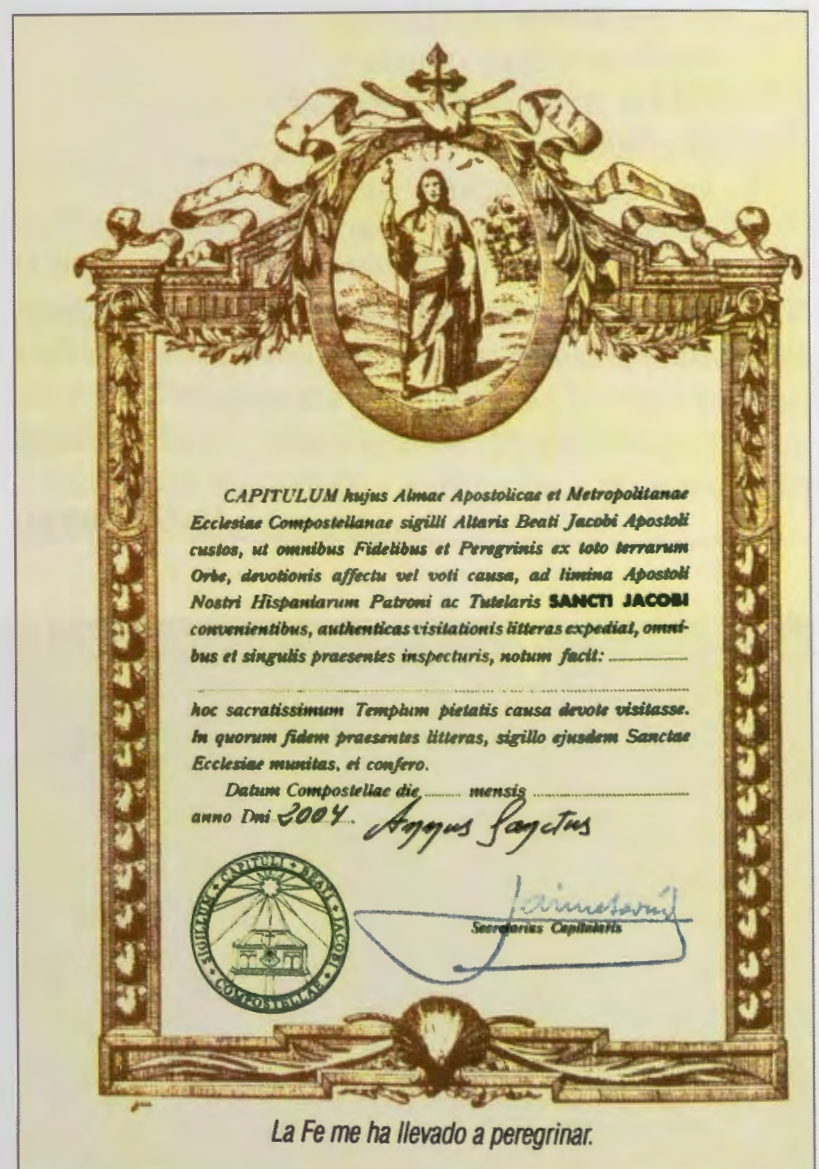 CAPITULUM hujus Almae Apostolicae et Metropolitanae
Ecclesiae Compostellanae sigilli Altaris Beati Jacobi Apostoli
custos, ut omnibus Fidelibus et Peregrinis ex toto terrarum
Orbe, devotionis affectu vel voti causa, ad limina Apostoli
Nostri Hispaniarum Patroni ac Tutelaris SANCTI JACOBI
convenientibus, authenticas visitationis litteras expediat, omni-
bus et singulis praesentes inspecturis, notum facit:
hoc sacratissimum Templum pietatis causa devote visitasse.
In quorum fidem praesentes litteras, sigillo ejusdem Sanctae
Ecclesiae munitas, ei confero.
Datum Compostellae die ........ mensis ........
anno Dni 2004. Annus Sanctus
SIGILLUM + CAPITULI + BEATI + JACOBI + COMPOSTELLAE +
Secretarius Capitularis
La Fe me ha llevado a peregrinar.